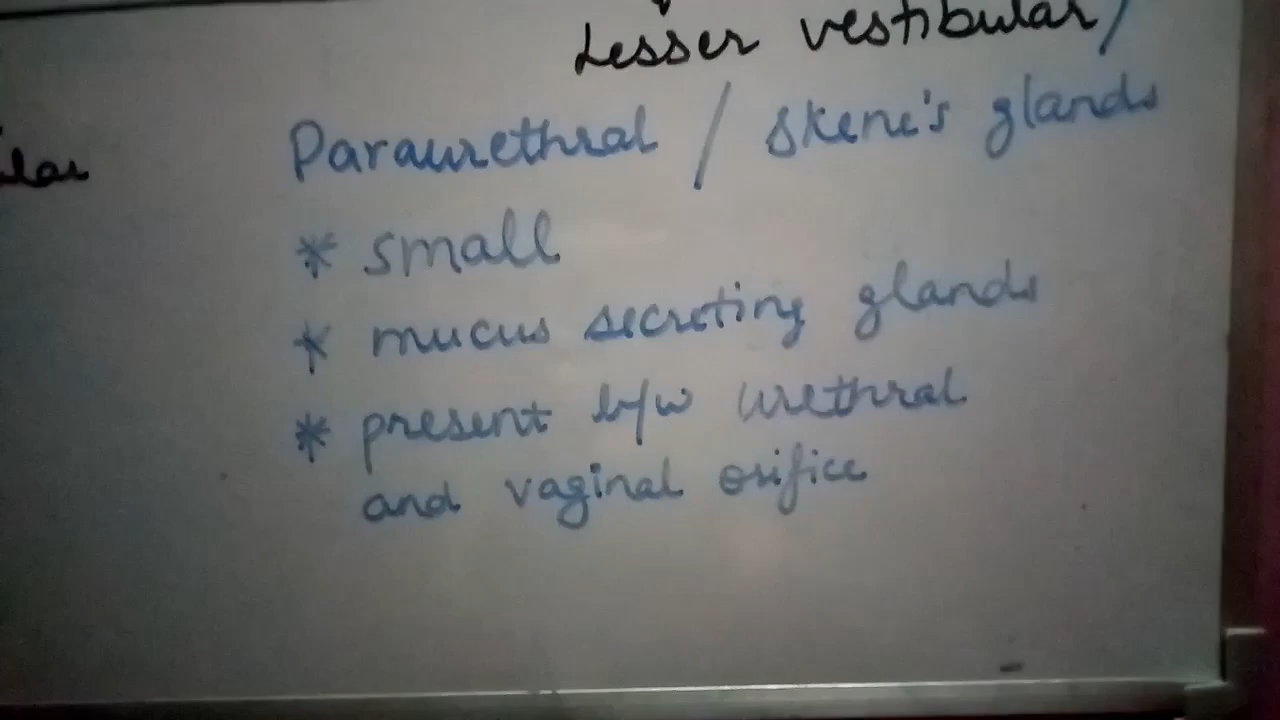 Lesser vestibular/
Paraurethral / Skene's glands
* small
* mucus secreting glands
* present b/w urethral
and vaginal orifice